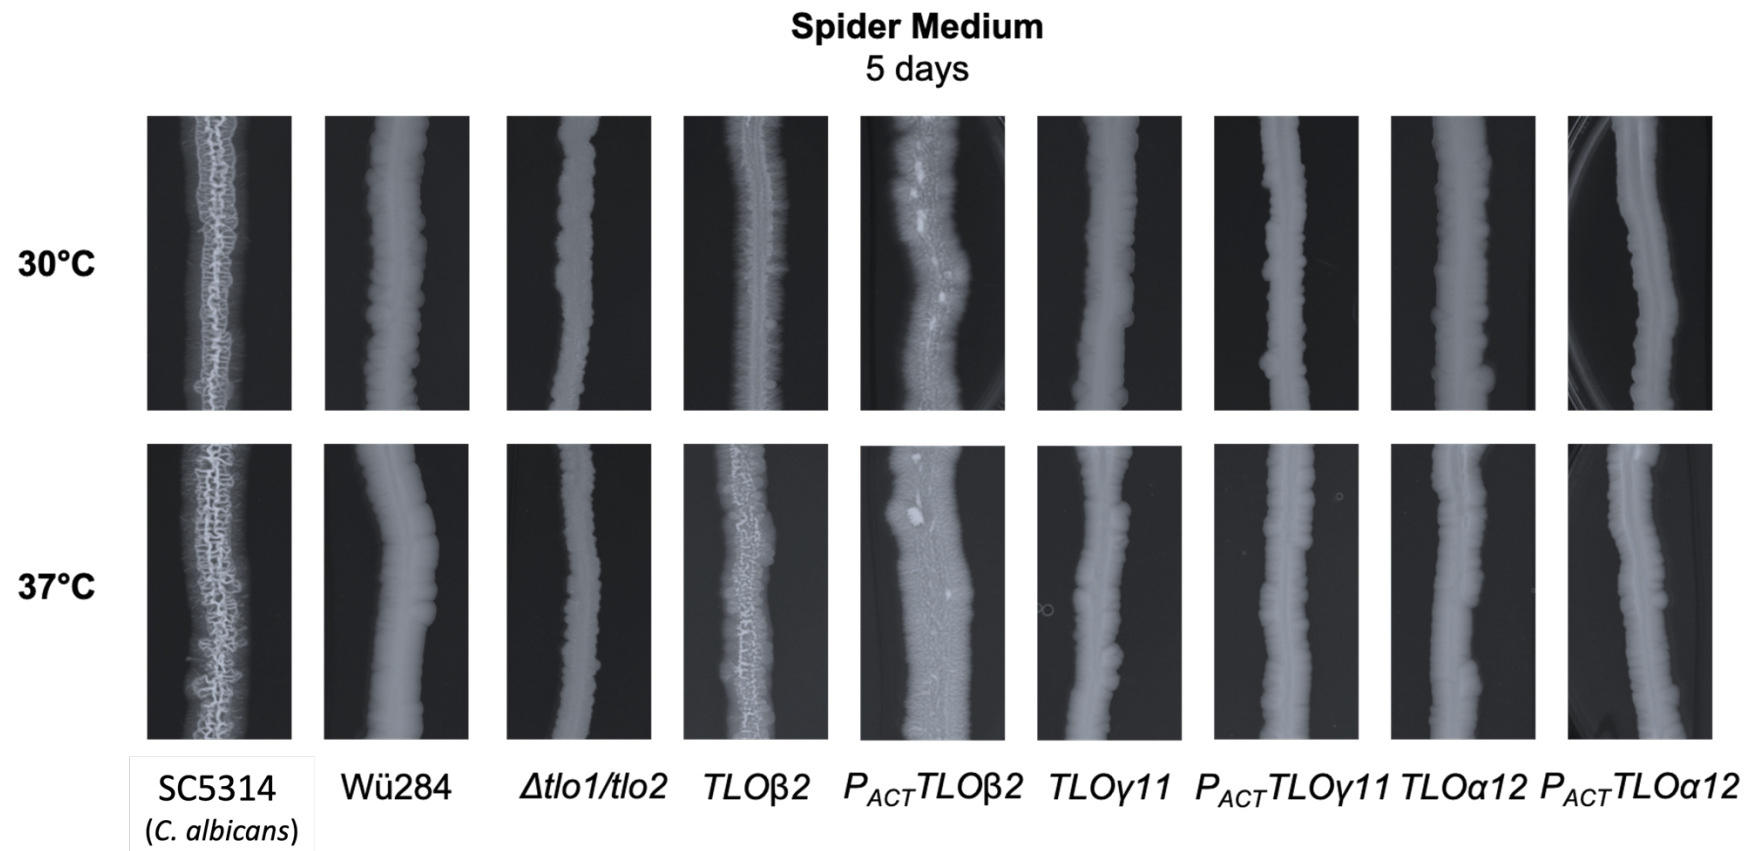 Spider Medium
5 days
30°C
37°C
SC5314
(C. albicans)
Wü284
Δtlo1/tlo2
TLOβ2
PACTTLOβ2
TLOγ11
PACTTLOγ11
TLOα12
PACTTLOα12